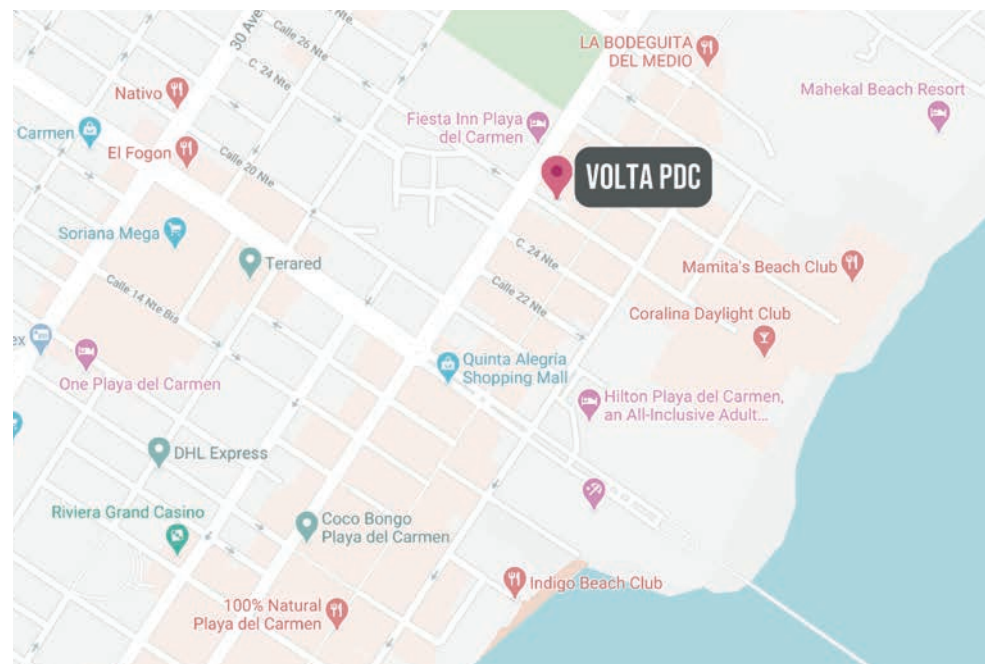 30 Ave
Calle 26 Nte
C. 24 Nte
LA BODEGUITA
DEL MEDIO
Nativo
Mahekal Beach Resort
Carmen
Fiesta Inn Playa
del Carmen
El Fogon
Calle 20 Nte
VOLTA PDC
Soriana Mega
Terared
C. 24 Nte
Mamita's Beach Club
Calle 14 Nte Bis
Calle 22 Nte
Coralina Daylight Club
ex
Quinta Alegría
Shopping Mall
One Playa del Carmen
Hilton Playa del Carmen,
an All-Inclusive Adult...
DHL Express
Riviera Grand Casino
Coco Bongo
Playa del Carmen
Indigo Beach Club
100% Natural
Playa del Carmen